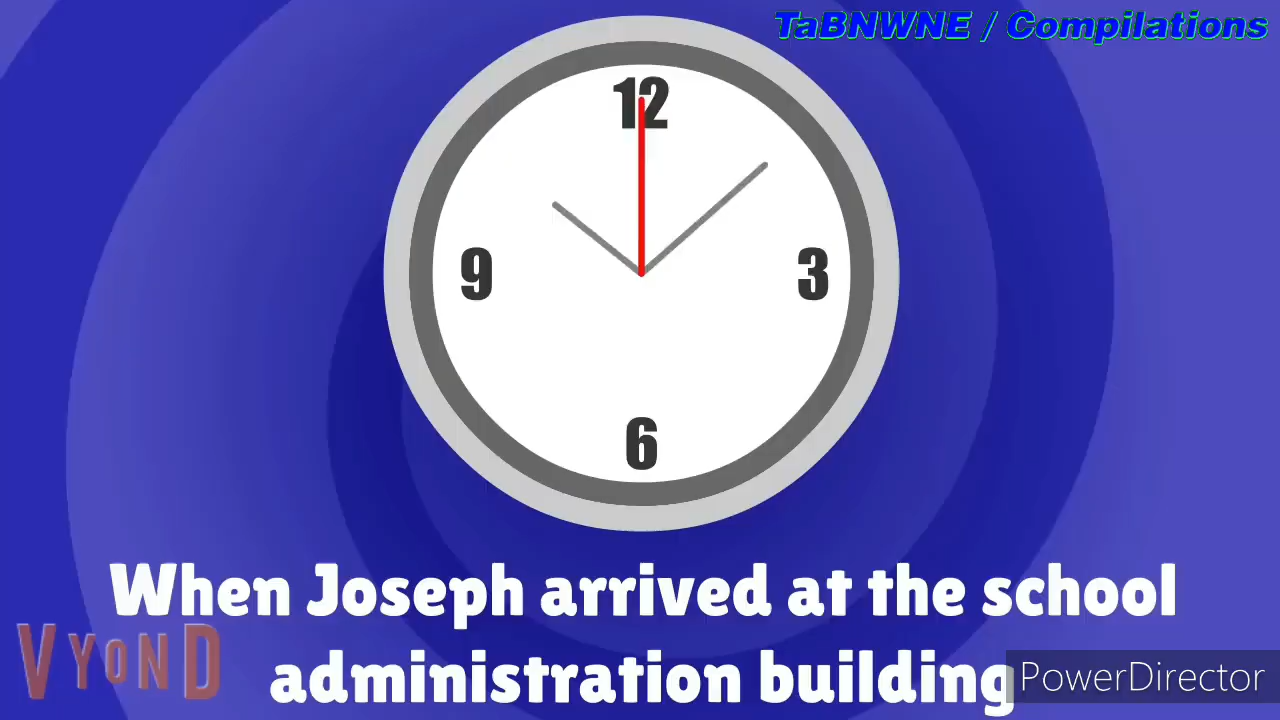 TaBNWNE / Compilations
12
9
3
6
When Joseph arrived at the school
administration building
VYOND
PowerDirector